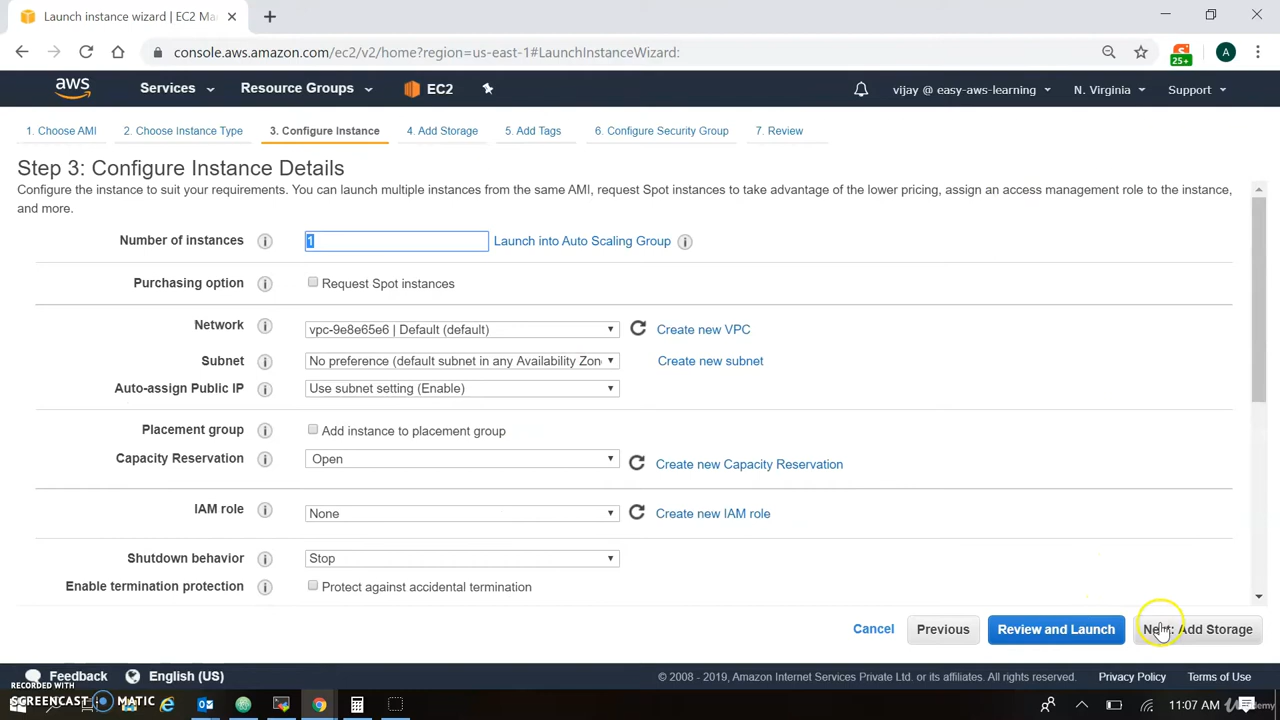 Launch instance wizard | EC2 Ma
console.aws.amazon.com/ec2/v2/home?region=us-east-1#LaunchInstanceWizard:
25+
A
aws
Services
Resource Groups
EC2
vijay @ easy-aws-learning
N. Virginia
Support
1. Choose AMI
2. Choose Instance Type
3. Configure Instance
4. Add Storage
5. Add Tags
6. Configure Security Group
7. Review
Step 3: Configure Instance Details
Configure the instance to suit your requirements. You can launch multiple instances from the same AMI, request Spot instances to take advantage of the lower pricing, assign an access management role to the instance,
and more.
Number of instances
1
Launch into Auto Scaling Group
Purchasing option
Request Spot instances
Network
vpc-9e8e65e6 | Default (default)
Create new VPC
Subnet
No preference (default subnet in any Availability Zon
Create new subnet
Auto-assign Public IP
Use subnet setting (Enable)
Placement group
Add instance to placement group
Capacity Reservation
Open
Create new Capacity Reservation
IAM role
None
Create new IAM role
Shutdown behavior
Stop
Enable termination protection
Protect against accidental termination
Cancel
Previous
Review and Launch
Next: Add Storage
Feedback
English (US)
© 2008 - 2019, Amazon Internet Services Private Ltd. or its affiliates. All rights reserved.
Privacy Policy
Terms of Use
RECORDED WITH
SCREENCAST MATIC
11:07 AM
Udemy